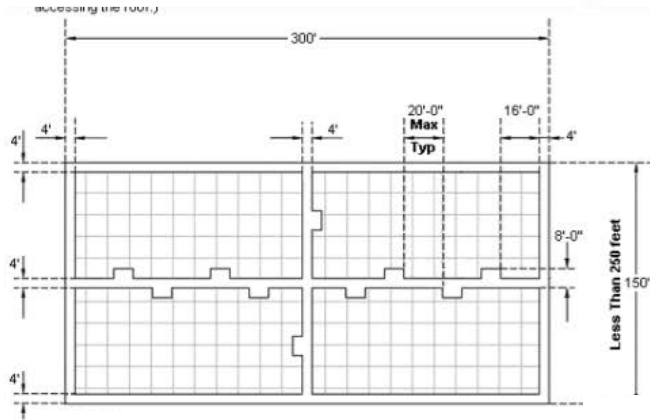 accessing the roof.)
300'
20'-0"
16'-0"
Max
Typ
4'
4'
4'
4'
8'-0"
4'
Less Than 250 feet
150'
4'